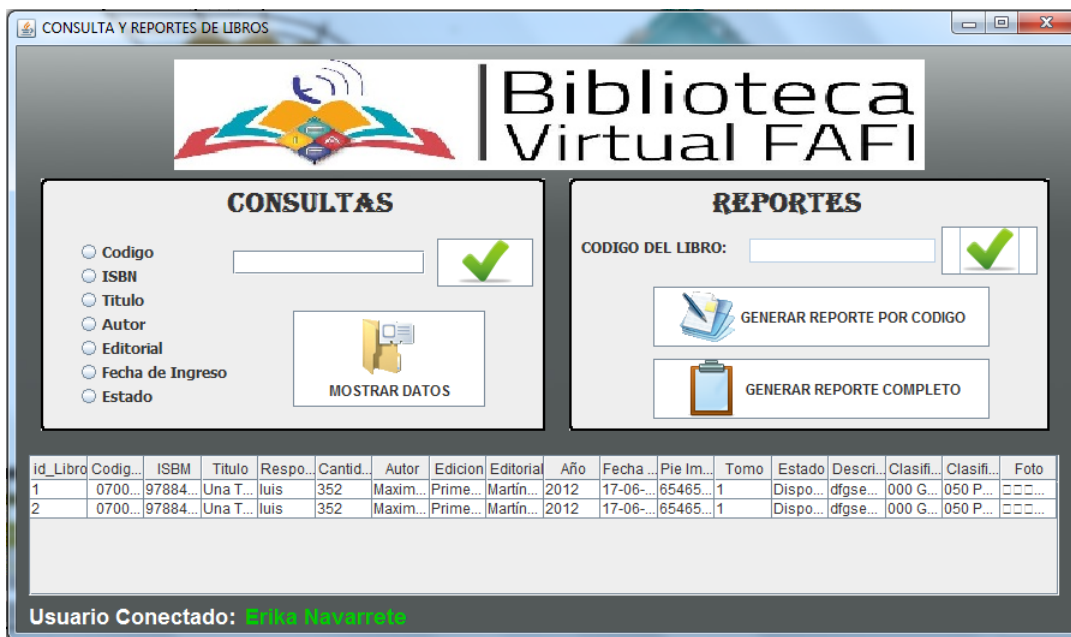 CONSULTA Y REPORTES DE LIBROS
Biblioteca
Virtual FAFI
CONSULTAS
Codigo
ISBN
Titulo
Autor
Editorial
Fecha de Ingreso
Estado
MOSTRAR DATOS
REPORTES
CODIGO DEL LIBRO:
GENERAR REPORTE POR CODIGO
GENERAR REPORTE COMPLETO
id_Libro Codig... ISBM Titulo Respo... Cantid... Autor Edicion Editorial Año Fecha ... Pie Im... Tomo Estado Descri... Clasifi... Clasifi... Foto
1 0700... 97884... Una T... luis 352 Maxim... Prime... Martín... 2012 17-06-... 65465... 1 Dispo... dfgse... 000 G... 050 P... □□□...
2 0700... 97884... Una T... luis 352 Maxim... Prime... Martín... 2012 17-06-... 65465... 1 Dispo... dfgse... 000 G... 050 P... □□□...
Usuario Conectado: Erika Navarrete